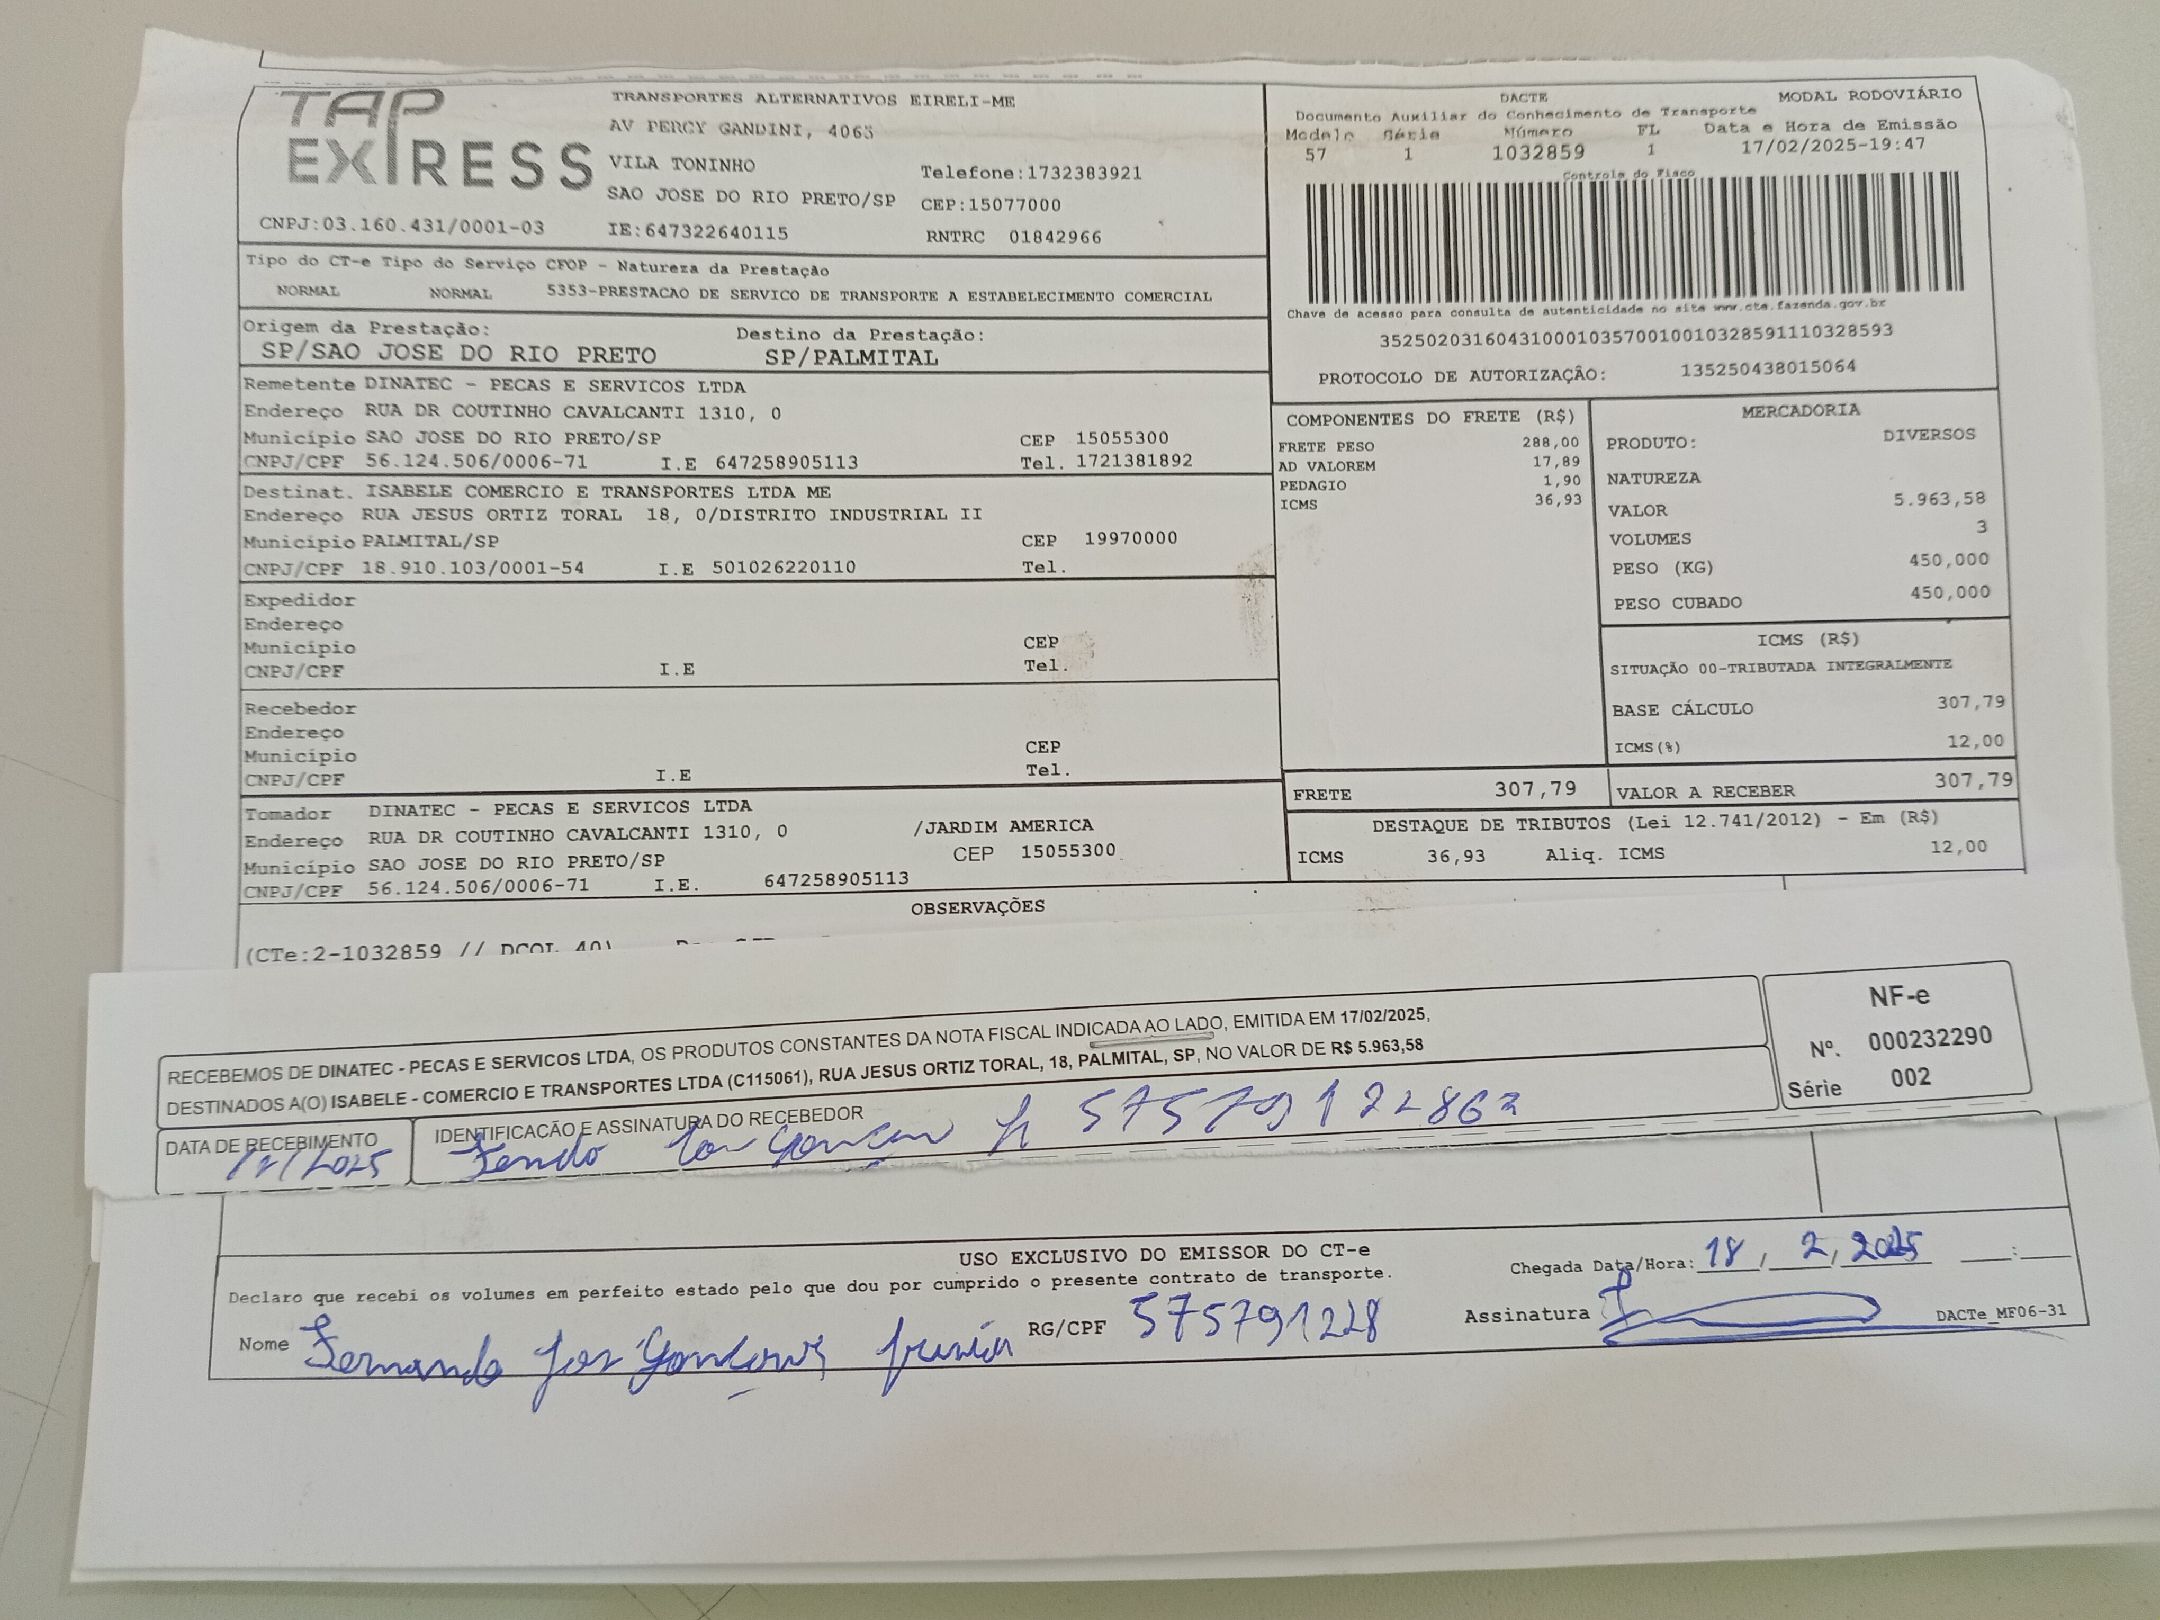 TAP EXPRESS
TRANSPORTES ALTERNATIVOS EIRELI-ME
AV PERCY GANDINI, 4065
VILA TONINHO Telefone:1732383921
SAO JOSE DO RIO PRETO/SP CEP:15077000
CNPJ:03.160.431/0001-03 IE:647322640115 RNTRC 01842966
DACTE MODAL RODOVIÁRIO
Documento Auxiliar do Conhecimento de Transporte
Modelo Série Número FL Data e Hora de Emissão
57 1 1032859 1 17/02/2025-19:47
Controle do Fisco
Chave de acesso para consulta de autenticidade no site www.cte.fazenda.gov.br
35250203160431000103570010010328591110328593
PROTOCOLO DE AUTORIZAÇÃO: 135250438015064
Tipo do CT-e Tipo do Serviço CFOP - Natureza da Prestação
NORMAL NORMAL 5353-PRESTACAO DE SERVICO DE TRANSPORTE A ESTABELECIMENTO COMERCIAL
Origem da Prestação: Destino da Prestação:
SP/SAO JOSE DO RIO PRETO SP/PALMITAL
Remetente DINATEC - PECAS E SERVICOS LTDA
Endereço RUA DR COUTINHO CAVALCANTI 1310, 0
Município SAO JOSE DO RIO PRETO/SP CEP 15055300
CNPJ/CPF 56.124.506/0006-71 I.E 647258905113 Tel. 1721381892
Destinat. ISABELE COMERCIO E TRANSPORTES LTDA ME
Endereço RUA JESUS ORTIZ TORAL 18, 0/DISTRITO INDUSTRIAL II
Município PALMITAL/SP CEP 19970000
CNPJ/CPF 18.910.103/0001-54 I.E 501026220110 Tel.
Expedidor
Endereço
Município CEP
CNPJ/CPF I.E Tel.
Recebedor
Endereço
Município CEP
CNPJ/CPF I.E Tel.
Tomador DINATEC - PECAS E SERVICOS LTDA
Endereço RUA DR COUTINHO CAVALCANTI 1310, 0 /JARDIM AMERICA
Município SAO JOSE DO RIO PRETO/SP CEP 15055300
CNPJ/CPF 56.124.506/0006-71 I.E. 647258905113
COMPONENTES DO FRETE (R$)
FRETE PESO 288,00
AD VALOREM 17,89
PEDAGIO 1,90
ICMS 36,93
MERCADORIA
PRODUTO: DIVERSOS
NATUREZA
VALOR 5.963,58
VOLUMES 3
PESO (KG) 450,000
PESO CUBADO 450,000
ICMS (R$)
SITUAÇÃO 00-TRIBUTADA INTEGRALMENTE
BASE CÁLCULO 307,79
ICMS(%) 12,00
FRETE 307,79 VALOR A RECEBER 307,79
DESTAQUE DE TRIBUTOS (Lei 12.741/2012) - Em (R$)
ICMS 36,93 Aliq. ICMS 12,00
OBSERVAÇÕES
(CTe:2-1032859 // DCOL 40)
RECEBEMOS DE DINATEC - PECAS E SERVICOS LTDA, OS PRODUTOS CONSTANTES DA NOTA FISCAL INDICADA AO LADO, EMITIDA EM 17/02/2025,
DESTINADOS A(O) ISABELE - COMERCIO E TRANSPORTES LTDA (C115061), RUA JESUS ORTIZ TORAL, 18, PALMITAL, SP, NO VALOR DE R$ 5.963,58
NF-e
Nº. 000232290
Série 002
DATA DE RECEBIMENTO IDENTIFICAÇÃO E ASSINATURA DO RECEBEDOR
USO EXCLUSIVO DO EMISSOR DO CT-e
Declaro que recebi os volumes em perfeito estado pelo que dou por cumprido o presente contrato de transporte.
Chegada Data/Hora: 18, 2, 2025 :
Nome Fernando Jos Gonçalves Junior RG/CPF 575791228 Assinatura
DACTe_MF06-31